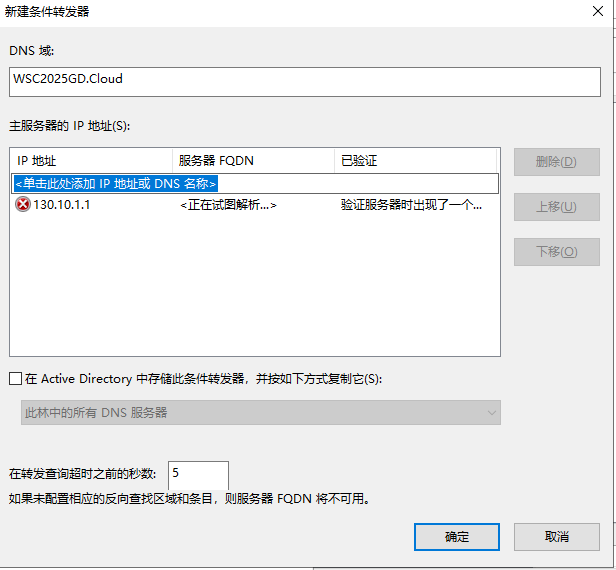 新建条件转发器
DNS 域:
WSC2025GD.Cloud
主服务器的 IP 地址(S):
IP 地址 服务器 FQDN 已验证
<单击此处添加 IP 地址或 DNS 名称>
130.10.1.1 <正在试图解析...> 验证服务器时出现了一个...
删除(D)
上移(U)
下移(O)
在 Active Directory 中存储此条件转发器，并按如下方式复制它(S):
此林中的所有 DNS 服务器
在转发查询超时之前的秒数: 5
如果未配置相应的反向查找区域和条目，则服务器 FQDN 将不可用。
确定 取消